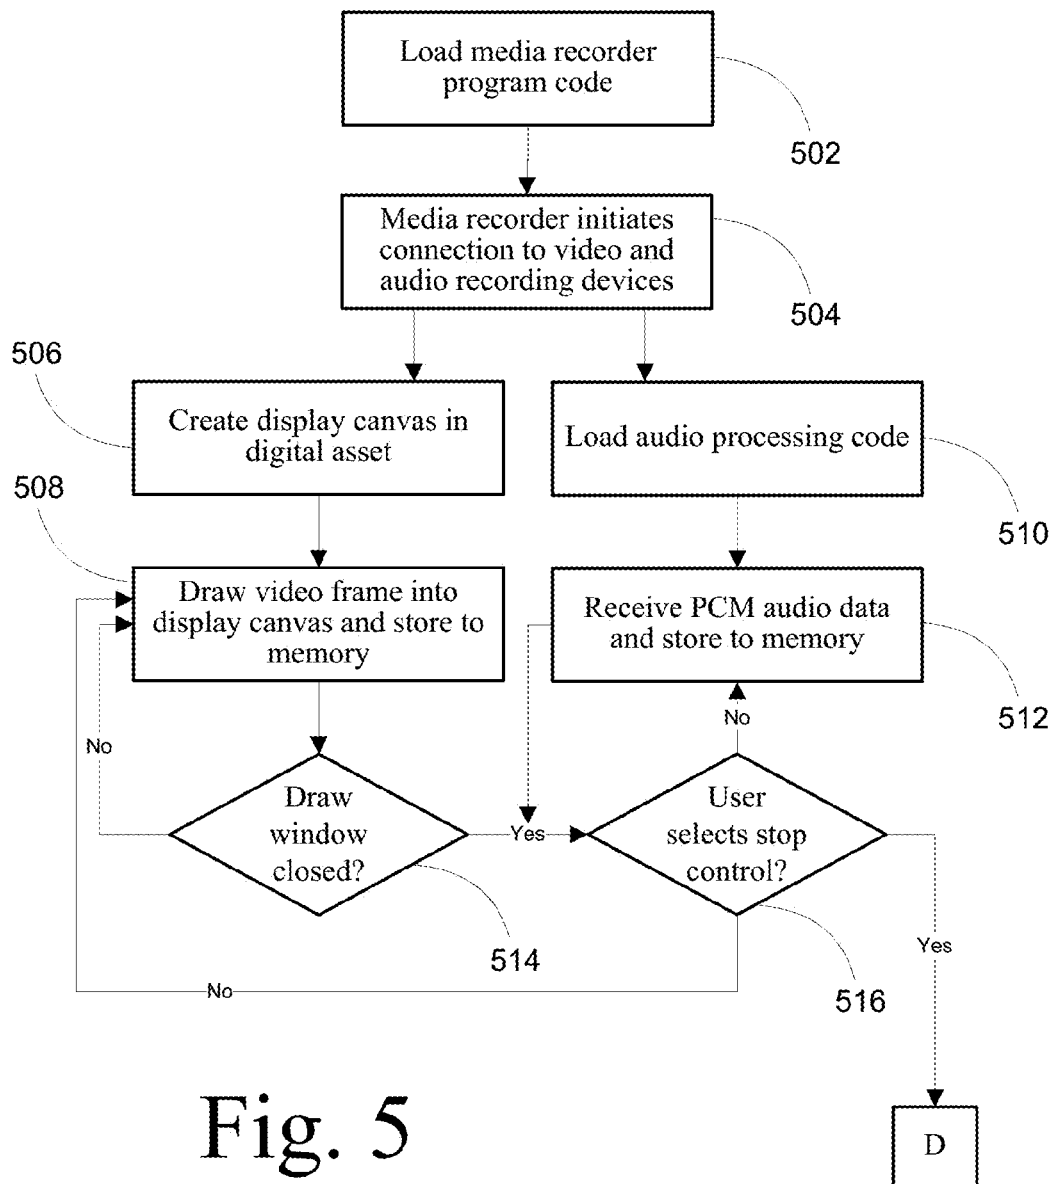 Load media recorder
program code
502
Media recorder initiates
connection to video and
audio recording devices
504
506
Create display canvas in
digital asset
Load audio processing code
510
508
Draw video frame into
display canvas and store to
memory
Receive PCM audio data
and store to memory
512
No
No
Draw
window
closed?
Yes
User
selects stop
control?
514
516
Yes
No
Fig. 5
D